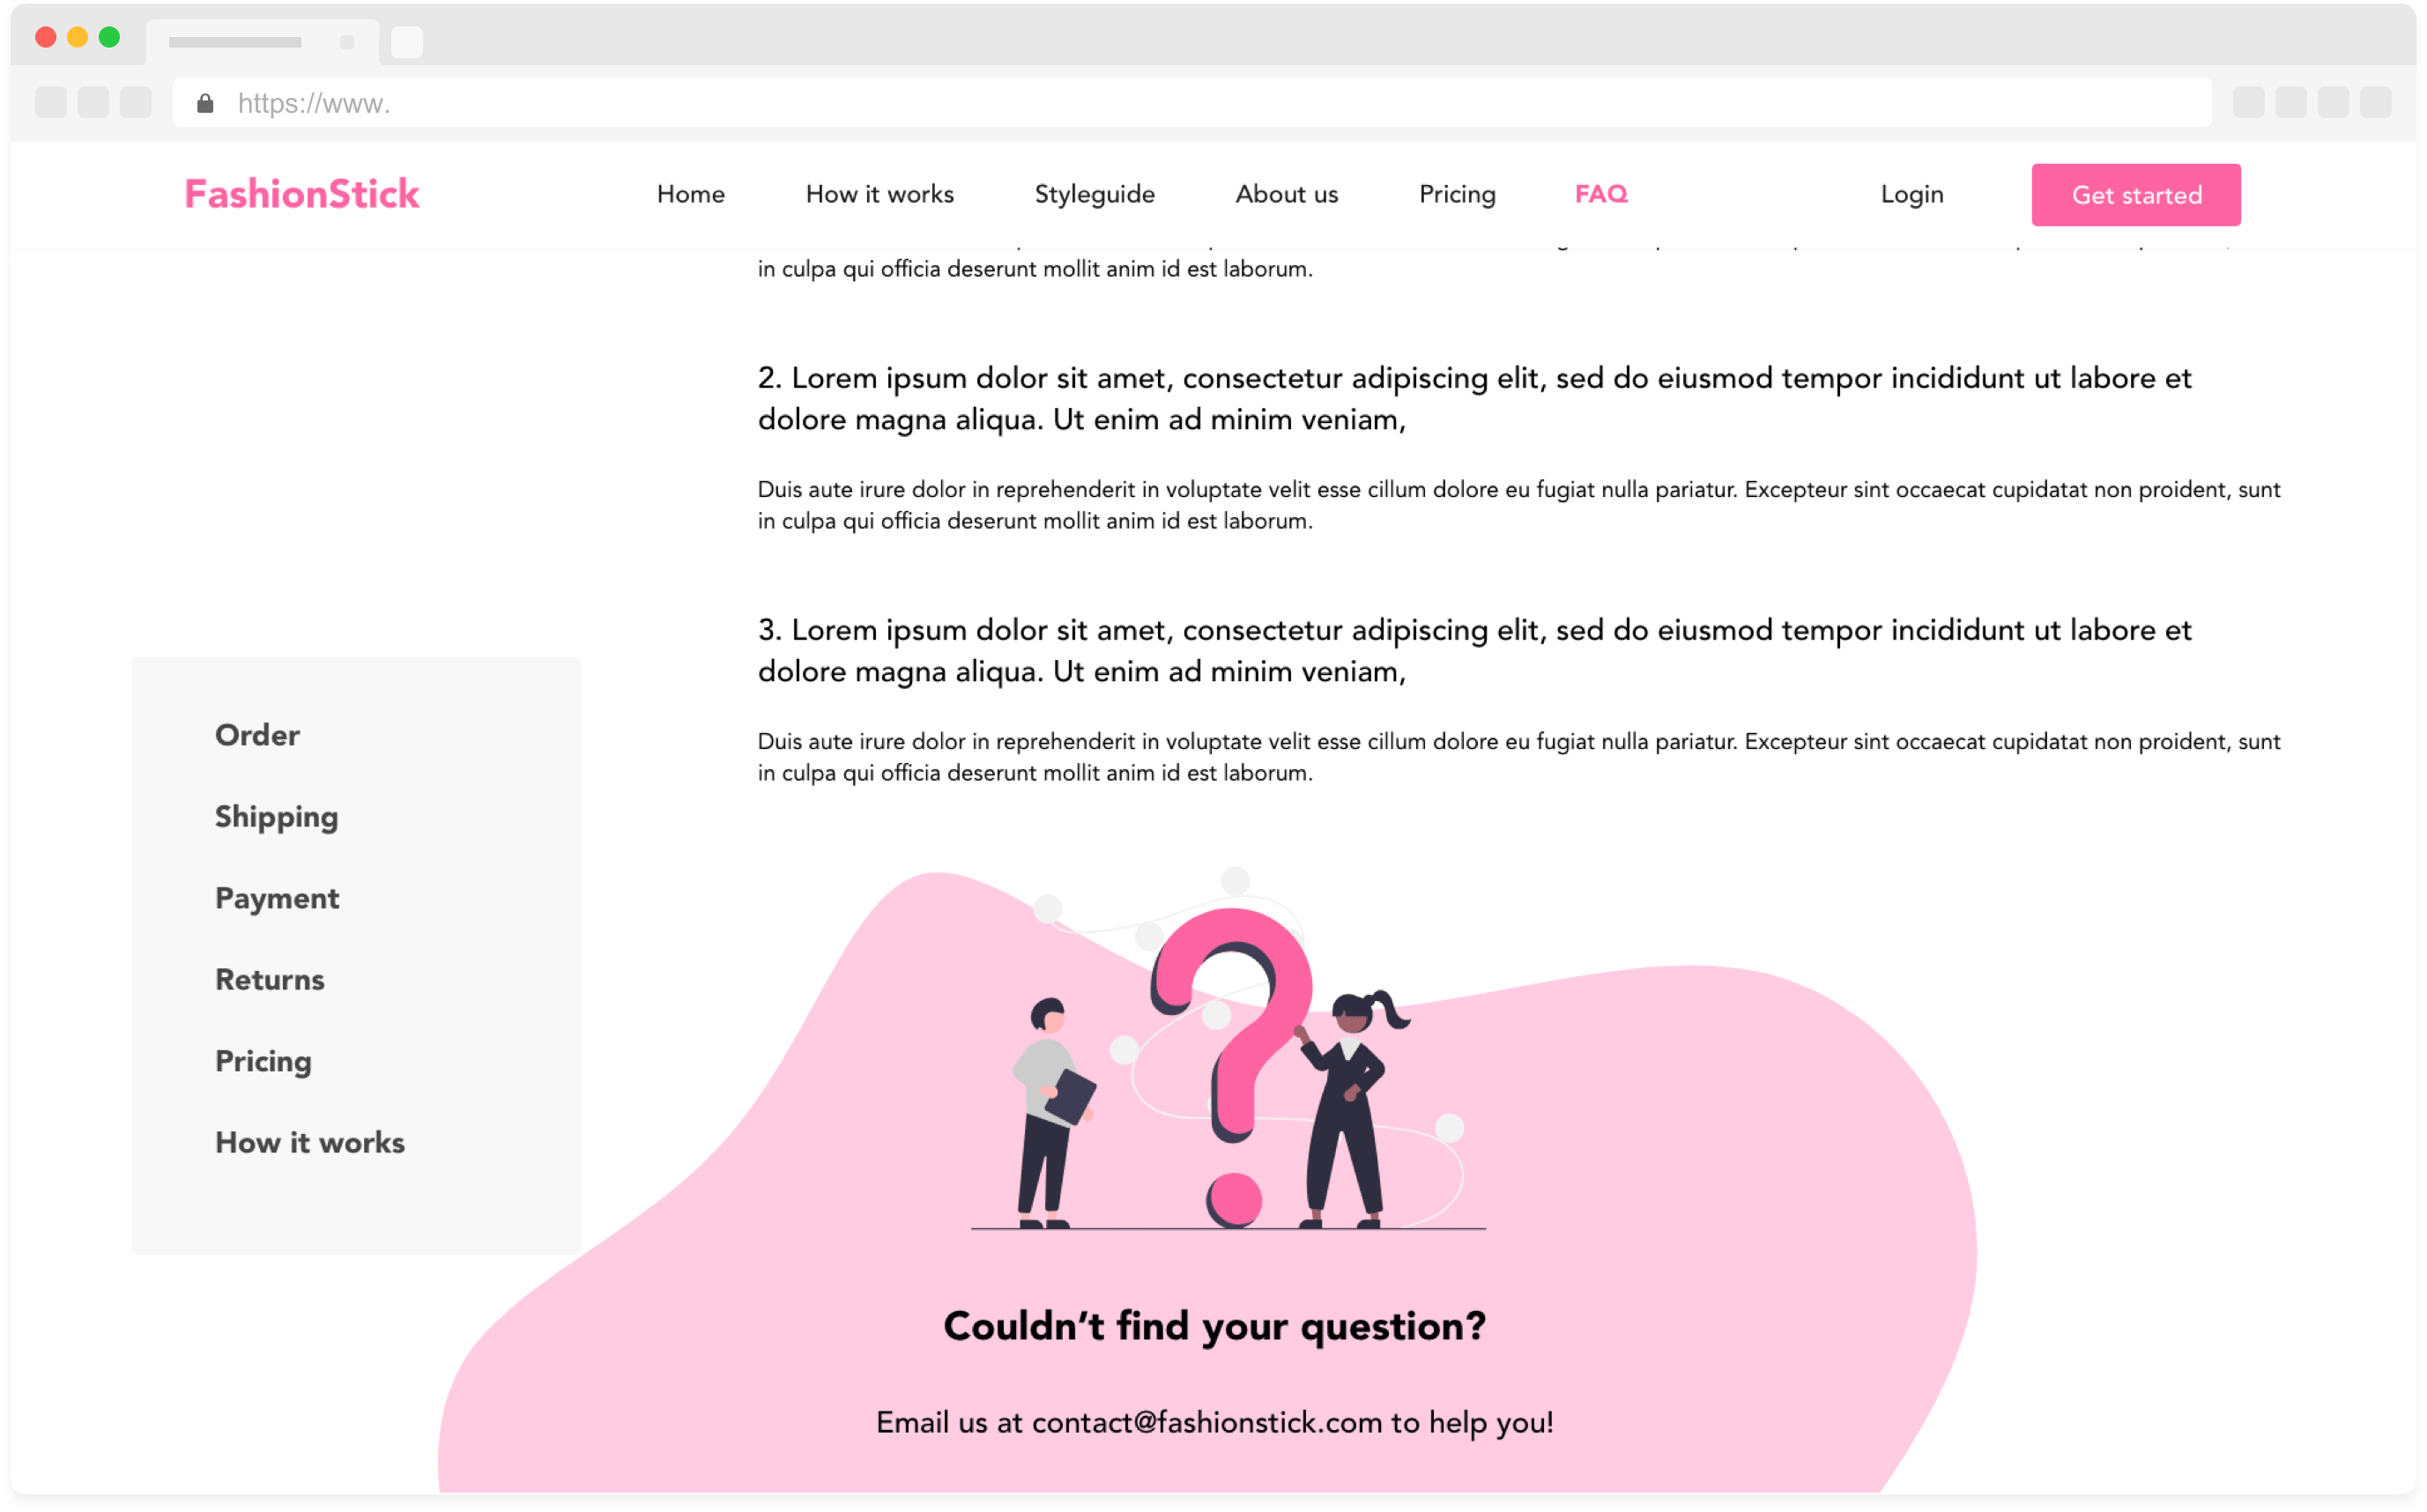 https://www.
FashionStick
Home
How it works
Styleguide
About us
Pricing
FAQ
Login
Get started
in culpa qui officia deserunt mollit anim id est laborum.
2. Lorem ipsum dolor sit amet, consectetur adipiscing elit, sed do eiusmod tempor incididunt ut labore et
dolore magna aliqua. Ut enim ad minim veniam,
Duis aute irure dolor in reprehenderit in voluptate velit esse cillum dolore eu fugiat nulla pariatur. Excepteur sint occaecat cupidatat non proident, sunt
in culpa qui officia deserunt mollit anim id est laborum.
3. Lorem ipsum dolor sit amet, consectetur adipiscing elit, sed do eiusmod tempor incididunt ut labore et
dolore magna aliqua. Ut enim ad minim veniam,
Duis aute irure dolor in reprehenderit in voluptate velit esse cillum dolore eu fugiat nulla pariatur. Excepteur sint occaecat cupidatat non proident, sunt
in culpa qui officia deserunt mollit anim id est laborum.
Order
Shipping
Payment
Returns
Pricing
How it works
Couldn’t find your question?
Email us at contact@fashionstick.com to help you!